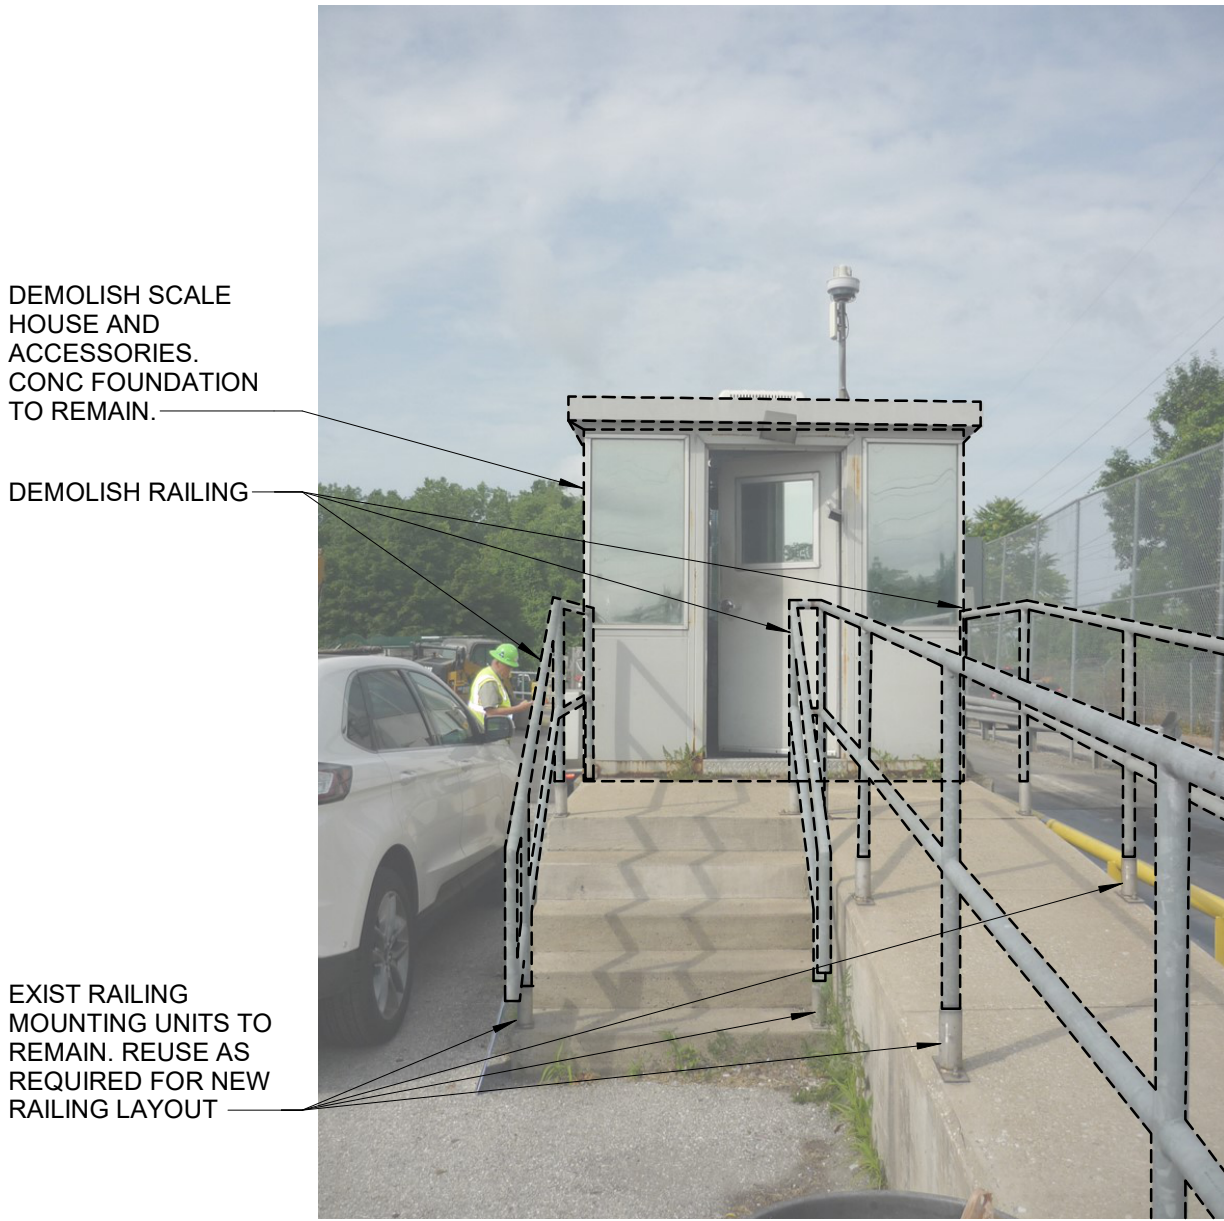 DEMOLISH SCALE
HOUSE AND
ACCESSORIES.
CONC FOUNDATION
TO REMAIN.
DEMOLISH RAILING
EXIST RAILING
MOUNTING UNITS TO
REMAIN. REUSE AS
REQUIRED FOR NEW
RAILING LAYOUT